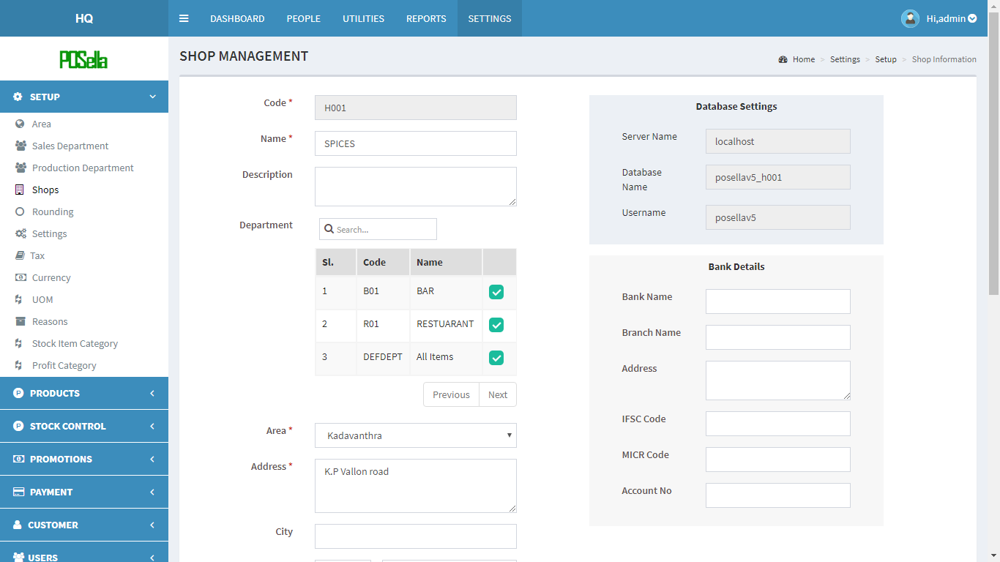 HQ
DASHBOARD PEOPLE UTILITIES REPORTS SETTINGS
Hi,admin
POSella
SHOP MANAGEMENT
Home > Settings > Setup > Shop Information
SETUP
Area
Sales Department
Production Department
Shops
Rounding
Settings
Tax
Currency
UOM
Reasons
Stock Item Category
Profit Category
PRODUCTS
STOCK CONTROL
PROMOTIONS
PAYMENT
CUSTOMER
USERS
Code * H001
Name * SPICES
Description
Department Search...
Sl. Code Name
1 B01 BAR
2 R01 RESTUARANT
3 DEFDEPT All Items
Previous Next
Area * Kadavanthra
Address * K.P Vallon road
City
Database Settings
Server Name localhost
Database
Name posellav5_h001
Username posellav5
Bank Details
Bank Name
Branch Name
Address
IFSC Code
MICR Code
Account No